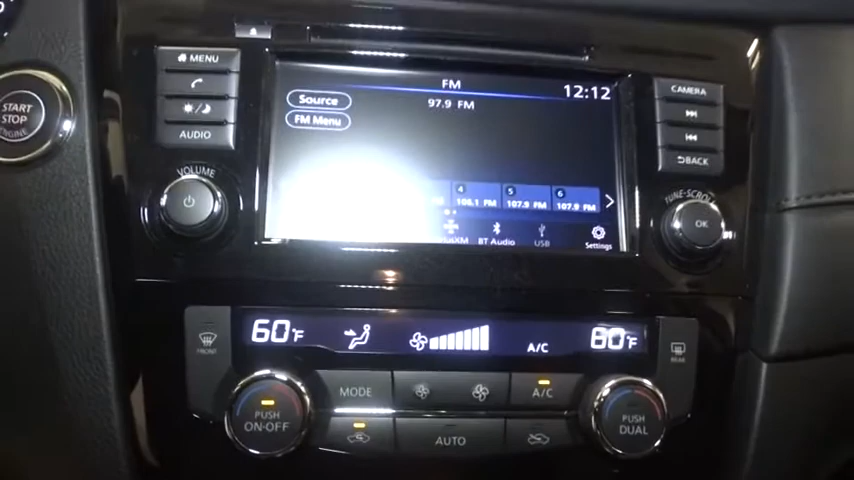 MENU
AUDIO
VOLUME
START
STOP
ENGINE
FM
12:12
Source
97.9 FM
FM Menu
4
106.1 FM
5
107.9 FM
6
107.9 FM
BT Audio
USB
Settings
CAMERA
BACK
TUNE·SCROLL
OK
FRONT
60°F
A/C
60°F
REAR
PUSH
ON·OFF
MODE
A/C
AUTO
PUSH
DUAL